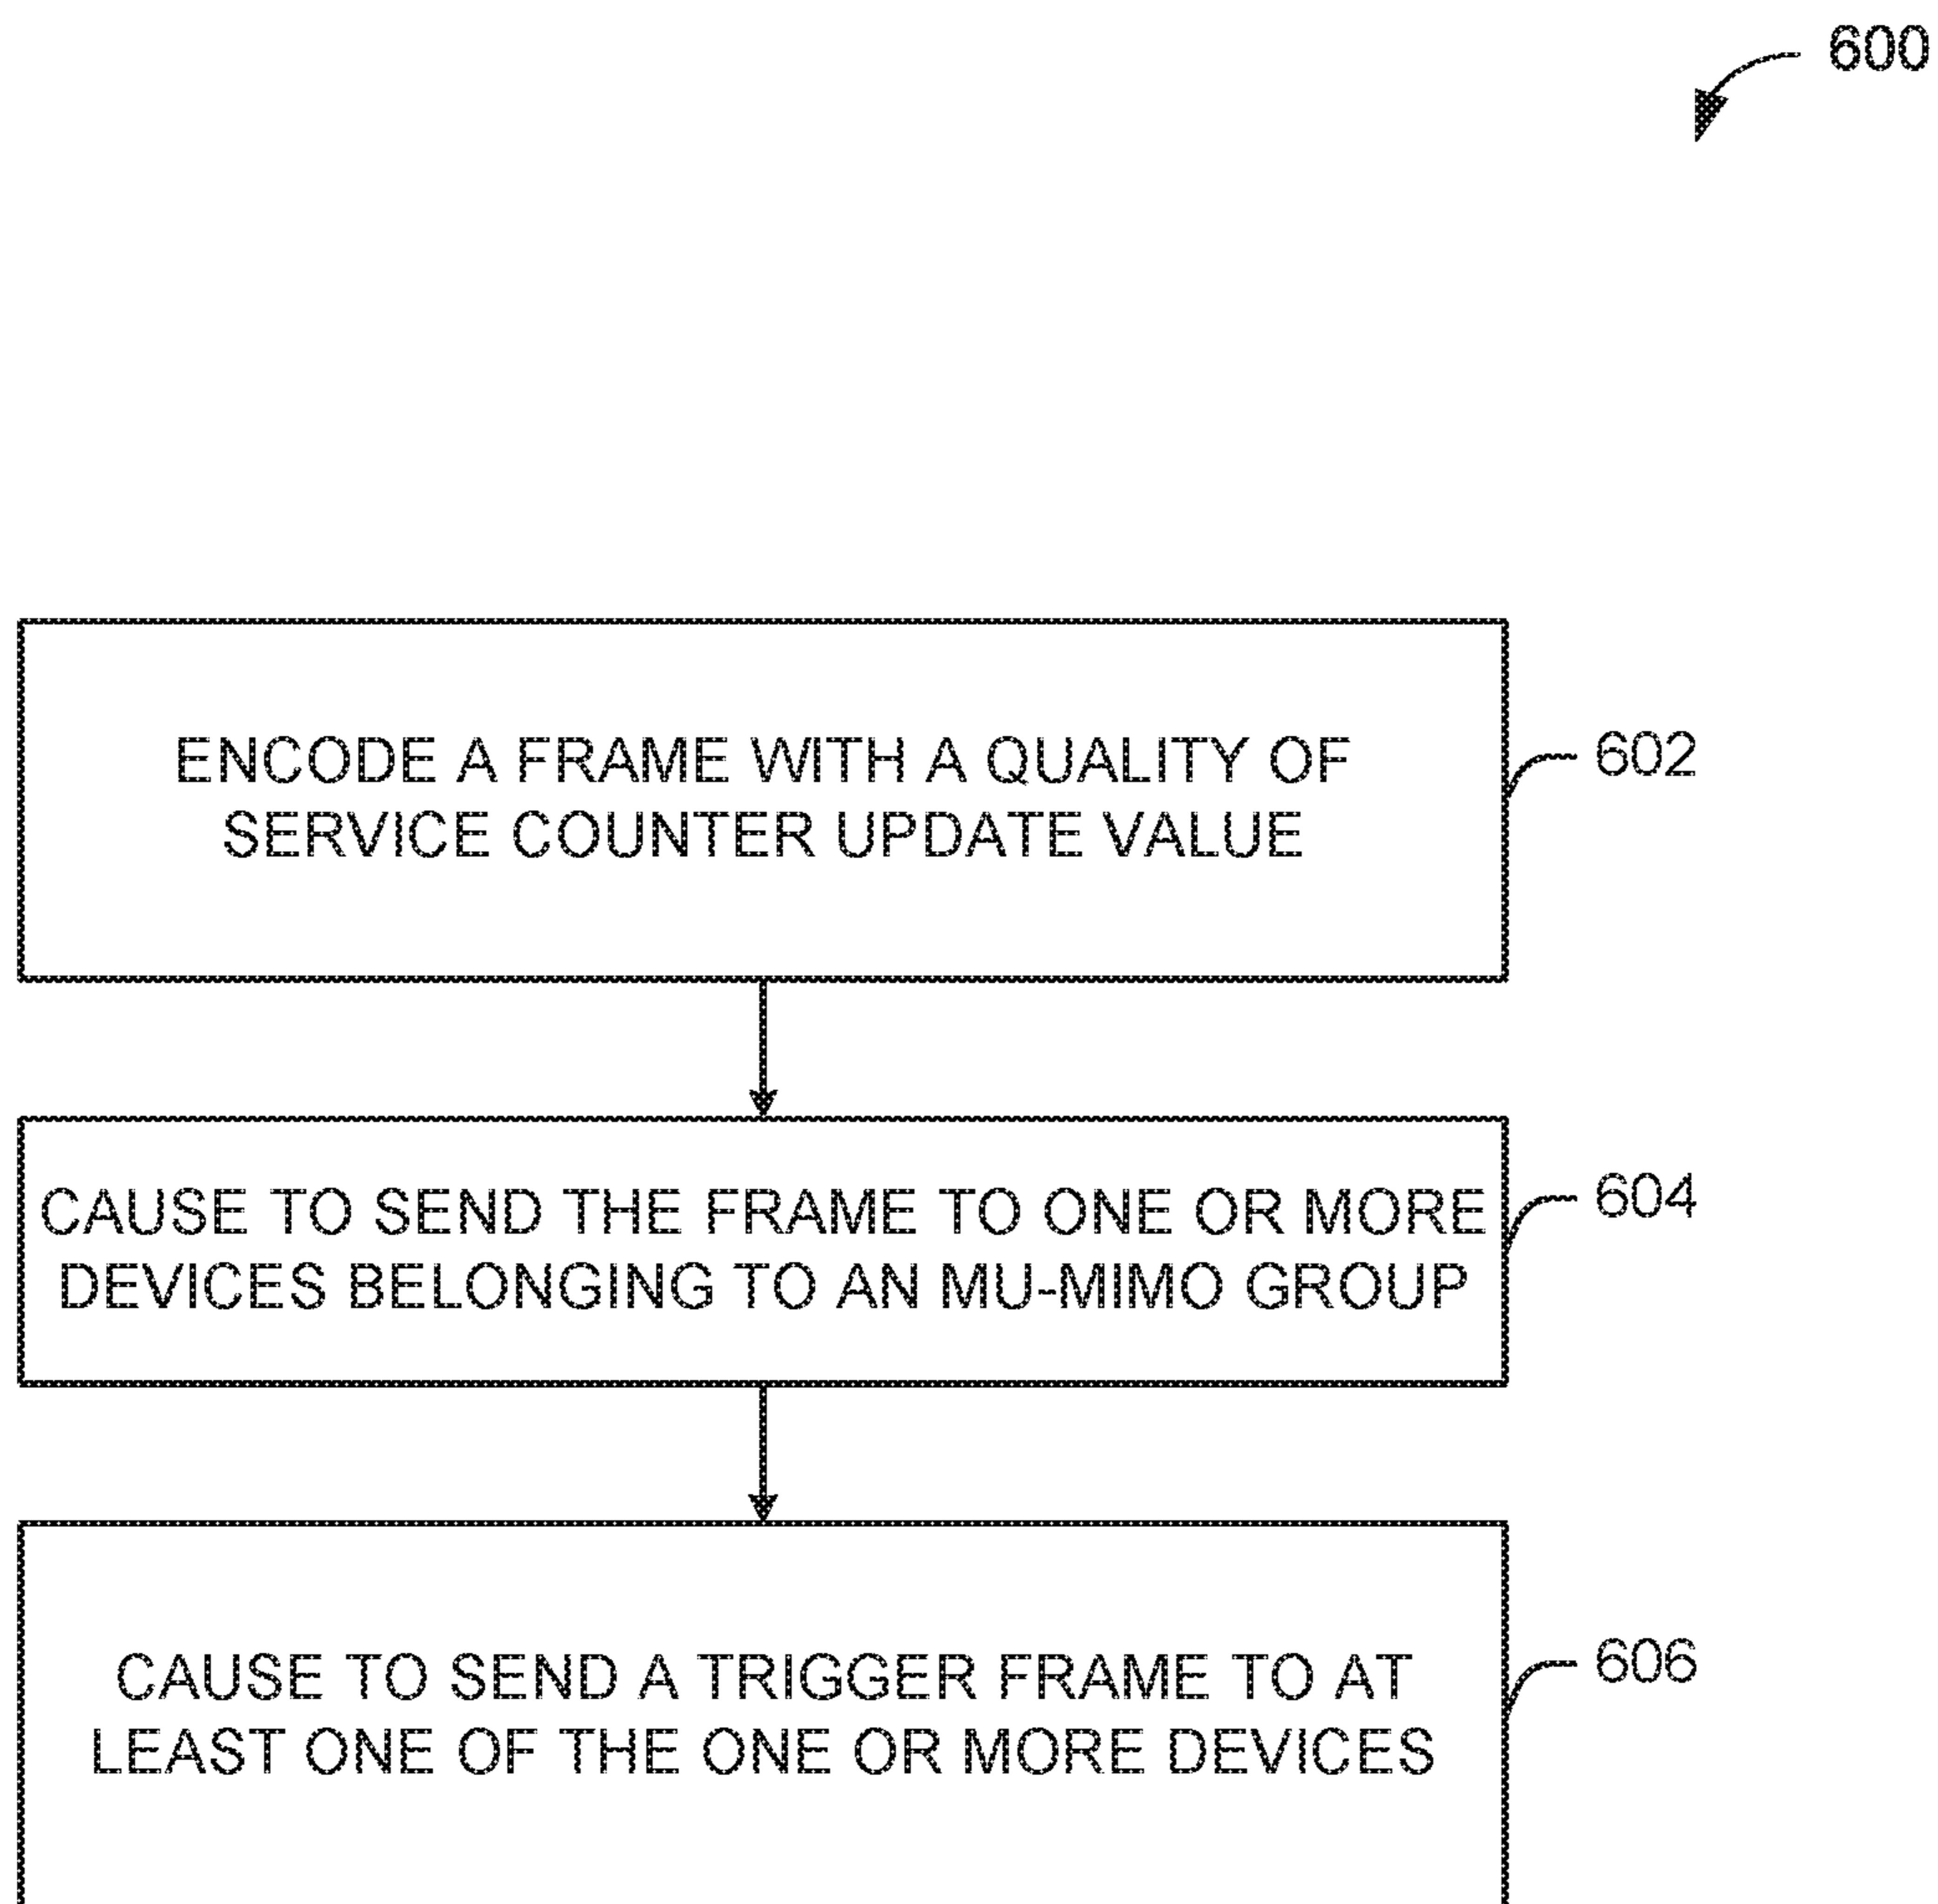 600
ENCODE A FRAME WITH A QUALITY OF
SERVICE COUNTER UPDATE VALUE
602
CAUSE TO SEND THE FRAME TO ONE OR MORE
DEVICES BELONGING TO AN MU-MIMO GROUP
604
CAUSE TO SEND A TRIGGER FRAME TO AT
LEAST ONE OF THE ONE OR MORE DEVICES
606